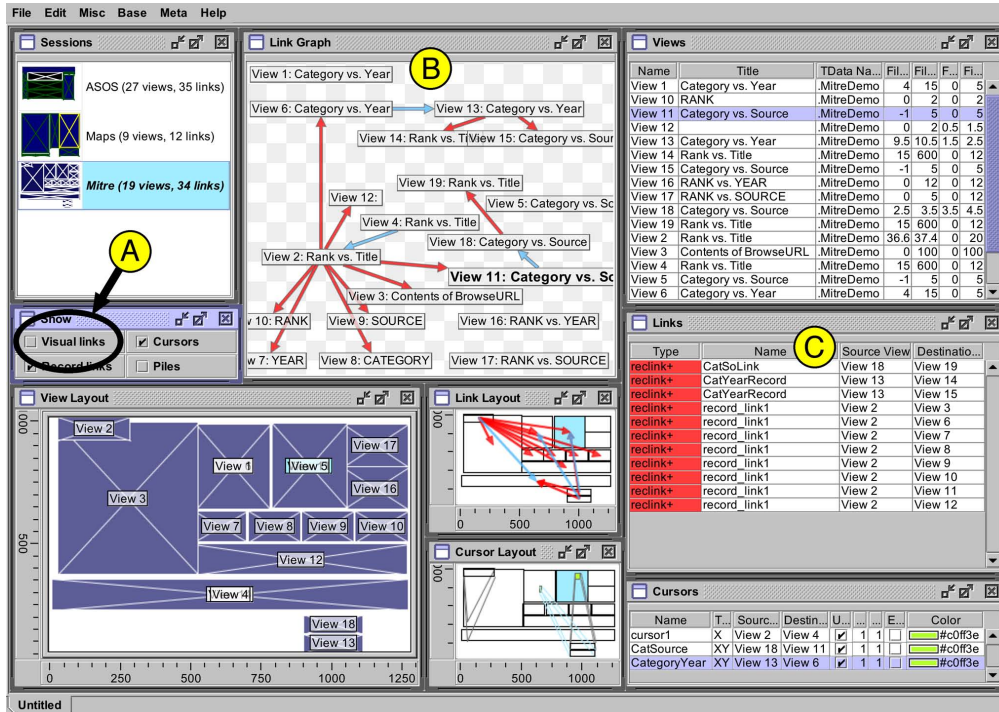 File Edit Misc Base Meta Help
Sessions
ASOS (27 views, 35 links)
Maps (9 views, 12 links)
Mitre (19 views, 34 links)
A
Show
Visual links Cursors
Record links Piles
Link Graph
B
View 1: Category vs. Year
View 6: Category vs. Year View 13: Category vs. Year
View 14: Rank vs. Ti View 15: Category vs. Sour
View 19: Rank vs. Title
View 12: View 5: Category vs. Sc
View 4: Rank vs. Title
View 18: Category vs. Source
View 2: Rank vs. Title
View 11: Category vs. Sc
View 3: Contents of BrowseURL
v 10: RANK View 9: SOURCE View 16: RANK vs. YEAR
w 7: YEAR View 8: CATEGORY View 17: RANK vs. SOURCE
Views
Name Title TData Na... Fil... Fil... F... Fi...
View 1 Category vs. Year .MitreDemo 4 15 0 5
View 10 RANK .MitreDemo 0 2 0 2
View 11 Category vs. Source .MitreDemo -1 5 0 5
View 12 .MitreDemo 0 2 0.5 1.5
View 13 Category vs. Year .MitreDemo 9.5 10.5 1.5 2.5
View 14 Rank vs. Title .MitreDemo 15 600 0 12
View 15 Category vs. Source .MitreDemo -1 5 0 5
View 16 RANK vs. YEAR .MitreDemo 0 12 0 12
View 17 RANK vs. SOURCE .MitreDemo 0 5 0 12
View 18 Category vs. Source .MitreDemo 2.5 3.5 3.5 4.5
View 19 Rank vs. Title .MitreDemo 15 600 0 12
View 2 Rank vs. Title .MitreDemo 36.6 37.4 0 20
View 3 Contents of BrowseURL .MitreDemo 0 100 0 100
View 4 Rank vs. Title .MitreDemo 15 600 0 12
View 5 Category vs. Source .MitreDemo -1 5 0 5
View 6 Category vs. Year .MitreDemo 4 15 0 5
Links
C
Type Name Source View Destinatio...
reclink+ CatSoLink View 18 View 19
reclink+ CatYearRecord View 13 View 14
reclink+ CatYearRecord View 13 View 15
reclink+ record_link1 View 2 View 3
reclink+ record_link1 View 2 View 6
reclink+ record_link1 View 2 View 7
reclink+ record_link1 View 2 View 8
reclink+ record_link1 View 2 View 9
reclink+ record_link1 View 2 View 10
reclink+ record_link1 View 2 View 11
reclink+ record_link1 View 2 View 12
View Layout
View 2
View 17
View 1 View 5
View 16
View 3
View 7 View 8 View 9 View 10
View 12
View 4
View 18
View 13
000
500
0 250 500 750 1000 1250
Link Layout
000
0 500 1000
Cursor Layout
000
0 500 1000
Cursors
Name T... Sourc... Destin... U... ... ... E... Color
cursor1 X View 2 View 4 1 1 #c0ff3e
CatSource XY View 18 View 11 1 1 #c0ff3e
CategoryYear XY View 13 View 6 1 1 #c0ff3e
Untitled